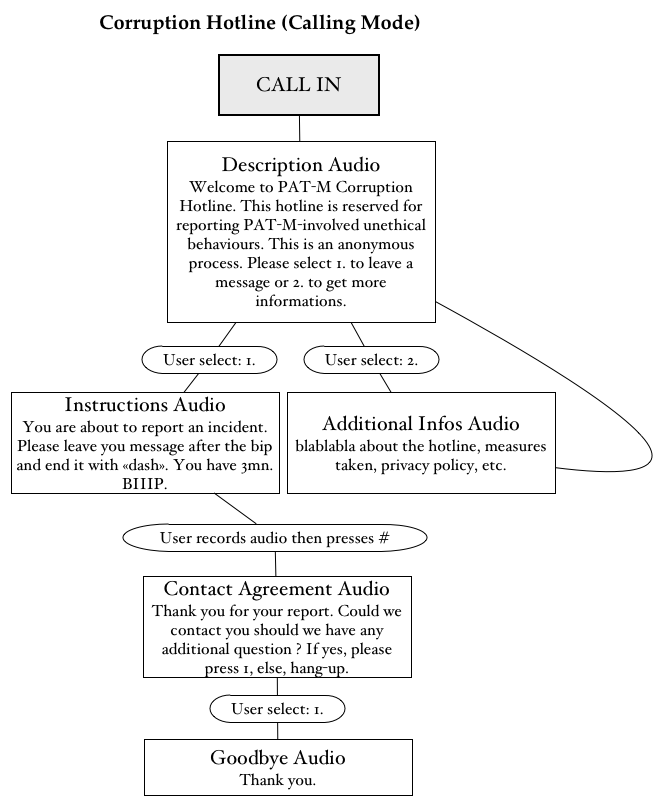 Corruption Hotline (Calling Mode)
CALL IN
Description Audio
Welcome to PAT-M Corruption
Hotline. This hotline is reserved for
reporting PAT-M-involved unethical
behaviours. This is an anonymous
process. Please select 1. to leave a
message or 2. to get more
informations.
User select: 1.
User select: 2.
Instructions Audio
You are about to report an incident.
Please leave you message after the bip
and end it with «dash». You have 3mn.
BIIIP.
Additional Infos Audio
blablabla about the hotline, measures
taken, privacy policy, etc.
User records audio then presses #
Contact Agreement Audio
Thank you for your report. Could we
contact you should we have any
additional question ? If yes, please
press 1, else, hang-up.
User select: 1.
Goodbye Audio
Thank you.